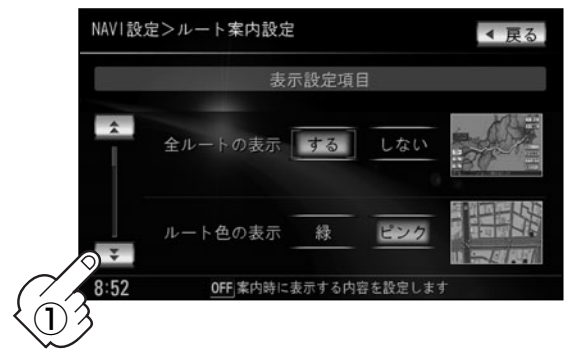 NAVI設定＞ルート案内設定
◀ 戻る
表示設定項目
全ルートの表示 する しない
ルート色の表示 緑 ピンク
8:52 OFF 案内時に表示する内容を設定します
①